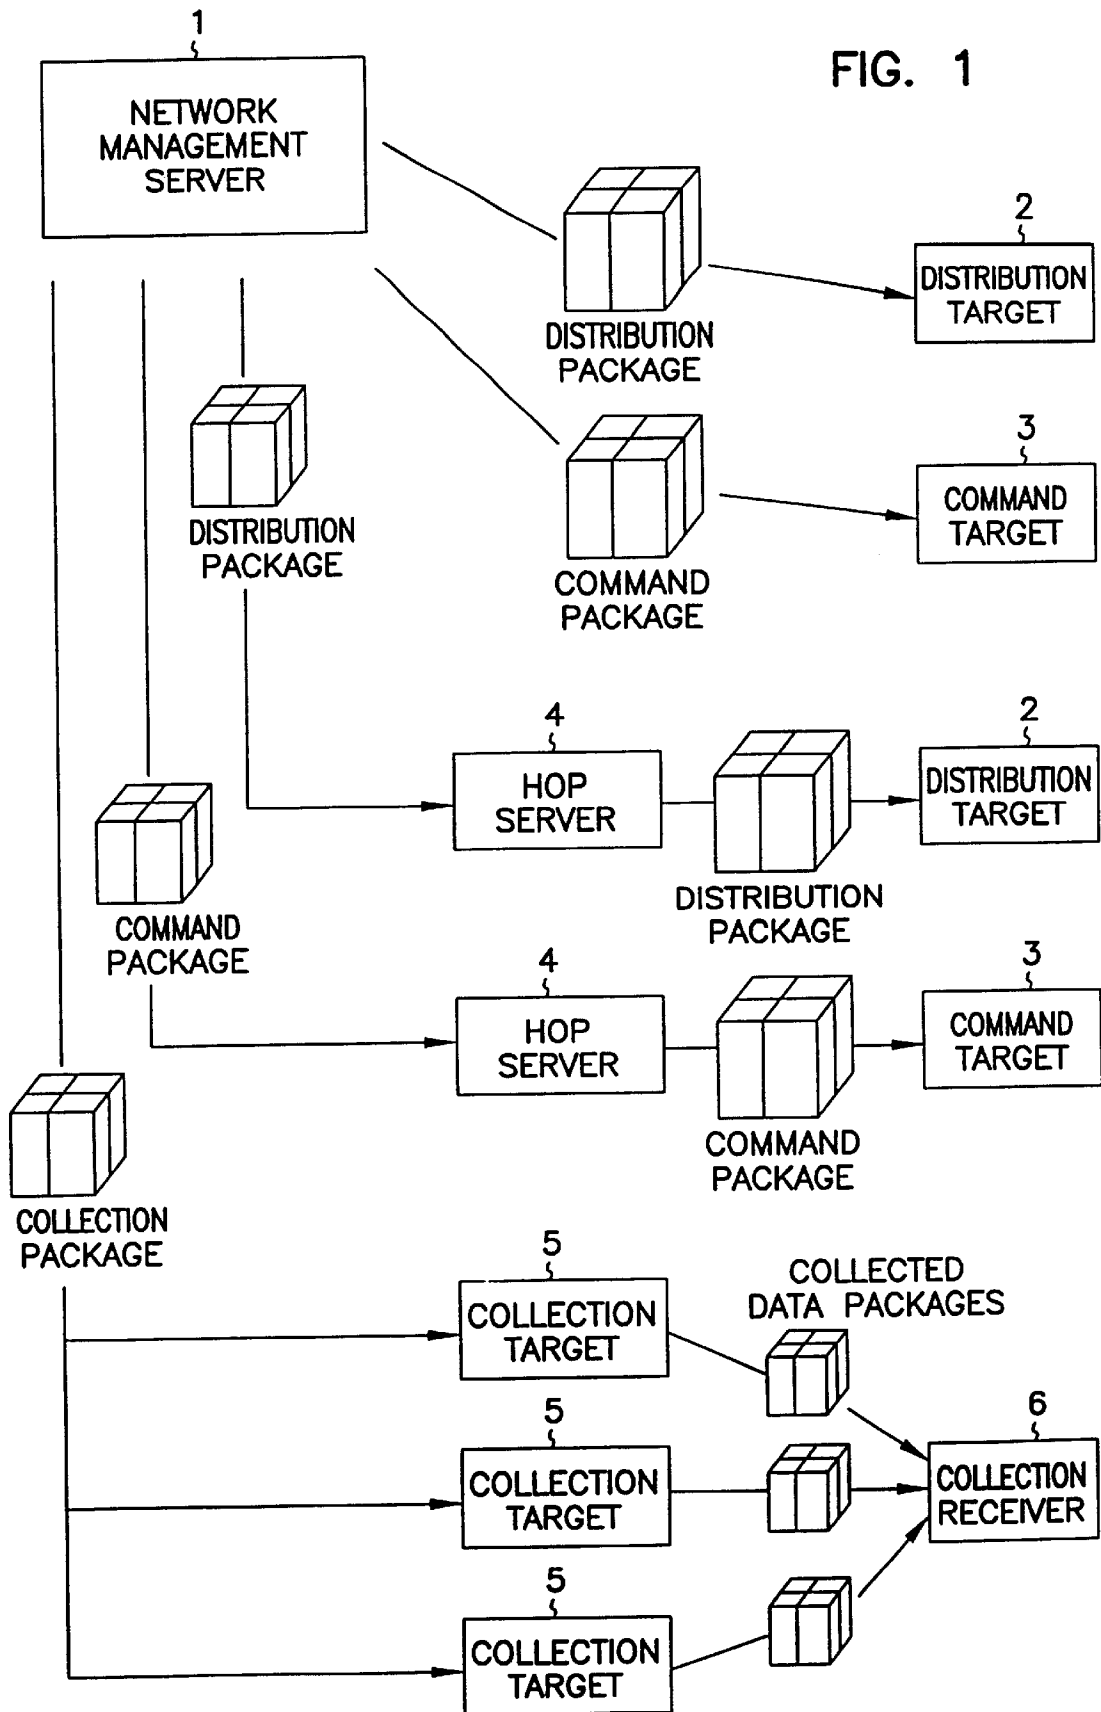 1
FIG. 1
NETWORK
MANAGEMENT
SERVER
2
DISTRIBUTION
TARGET
DISTRIBUTION
PACKAGE
3
COMMAND
TARGET
DISTRIBUTION
PACKAGE
COMMAND
PACKAGE
4
HOP
SERVER
2
DISTRIBUTION
TARGET
DISTRIBUTION
PACKAGE
COMMAND
PACKAGE
4
HOP
SERVER
3
COMMAND
TARGET
COMMAND
PACKAGE
COLLECTION
PACKAGE
5
COLLECTION
TARGET
COLLECTED
DATA PACKAGES
5
COLLECTION
TARGET
6
COLLECTION
RECEIVER
5
COLLECTION
TARGET